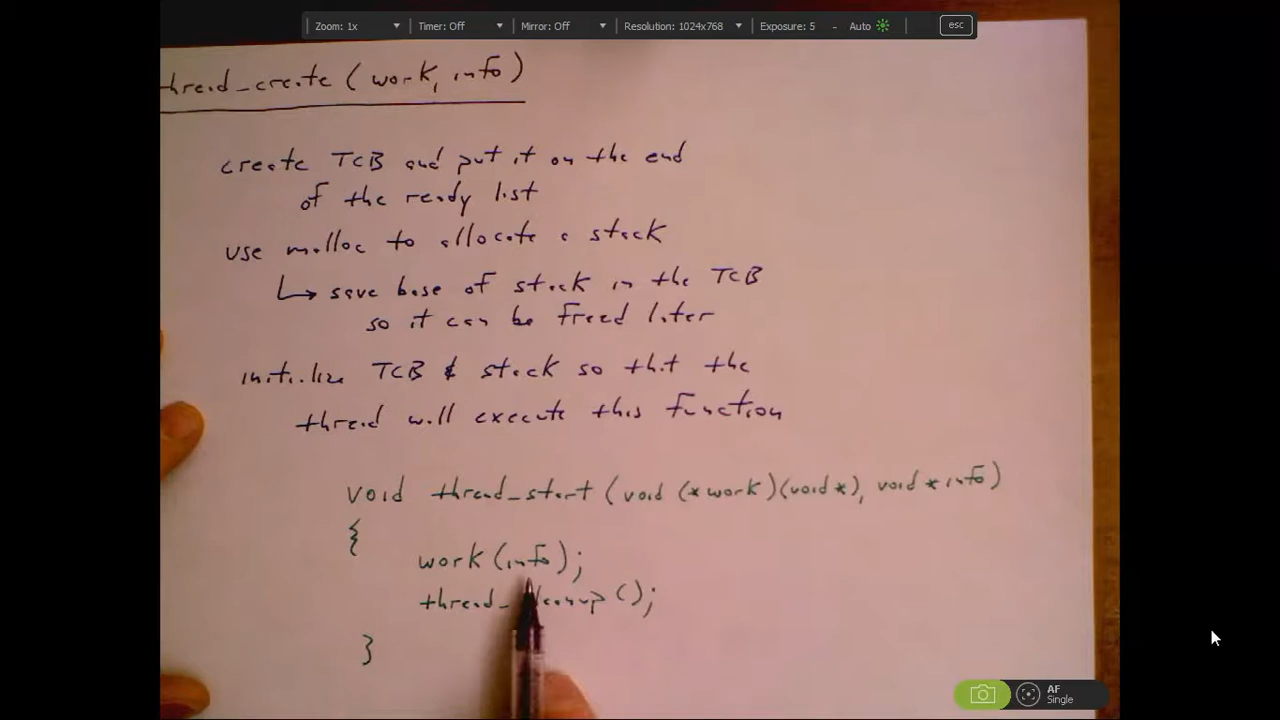 Zoom: 1x Timer: Off Mirror: Off Resolution: 1024x768 Exposure: 5 - Auto esc
thread_create (work, info)
create TCB and put it on the end
of the ready list
use malloc to allocate a stack
↳ save base of stack in the TCB
so it can be freed later
initialize TCB & stack so that the
thread will execute this function
void thread_start (void (*work)(void*), void* info)
{
work (info);
thread_cleanup ();
}
AF
Single